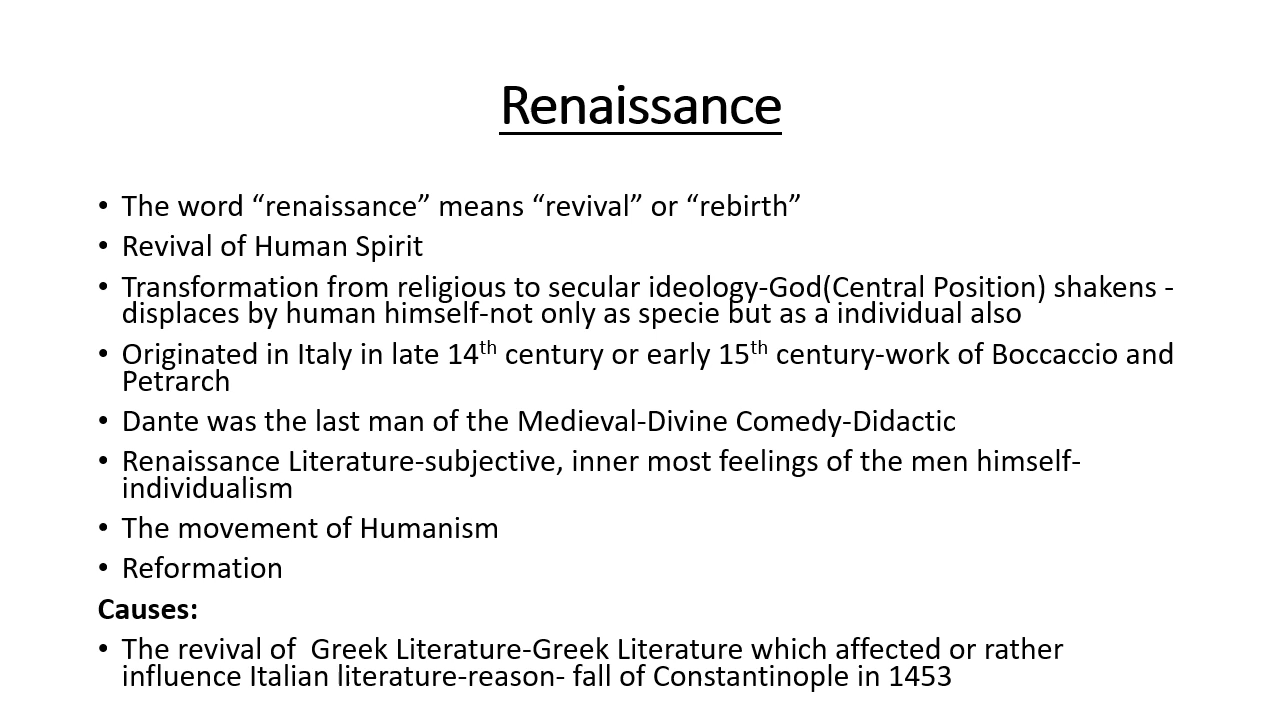 Renaissance
• The word “renaissance” means “revival” or “rebirth”
• Revival of Human Spirit
• Transformation from religious to secular ideology-God(Central Position) shakens -
displaces by human himself-not only as specie but as a individual also
• Originated in Italy in late 14th century or early 15th century-work of Boccaccio and
Petrarch
• Dante was the last man of the Medieval-Divine Comedy-Didactic
• Renaissance Literature-subjective, inner most feelings of the men himself-
individualism
• The movement of Humanism
• Reformation
Causes:
• The revival of  Greek Literature-Greek Literature which affected or rather
influence Italian literature-reason- fall of Constantinople in 1453